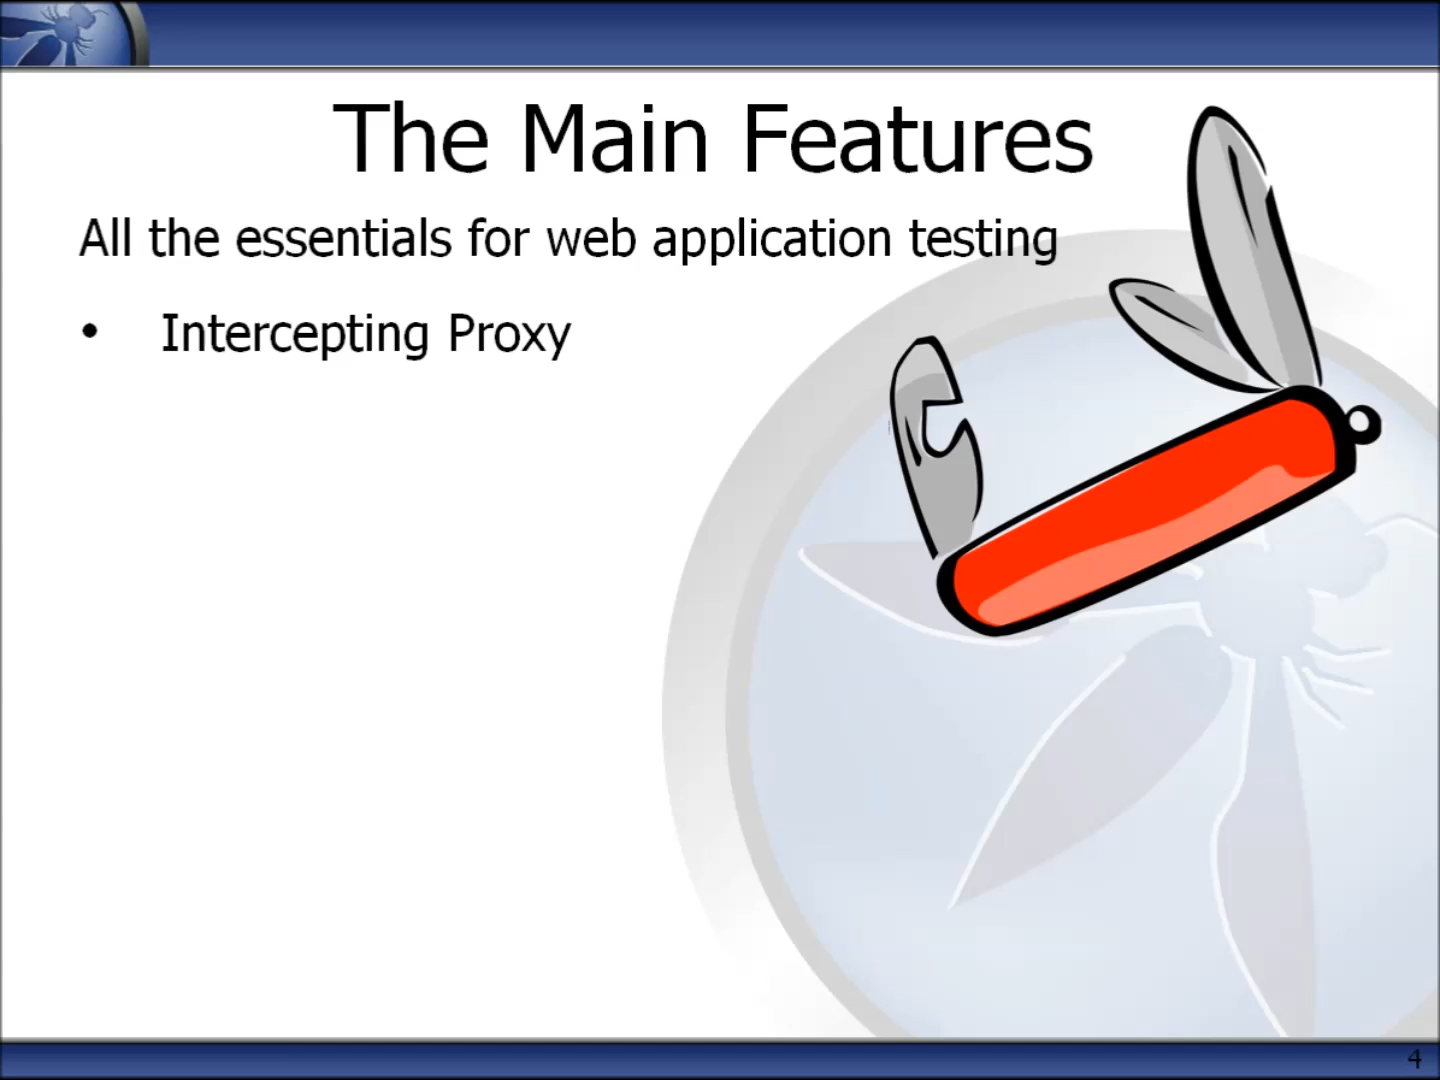 The Main Features
All the essentials for web application testing
• Intercepting Proxy
4